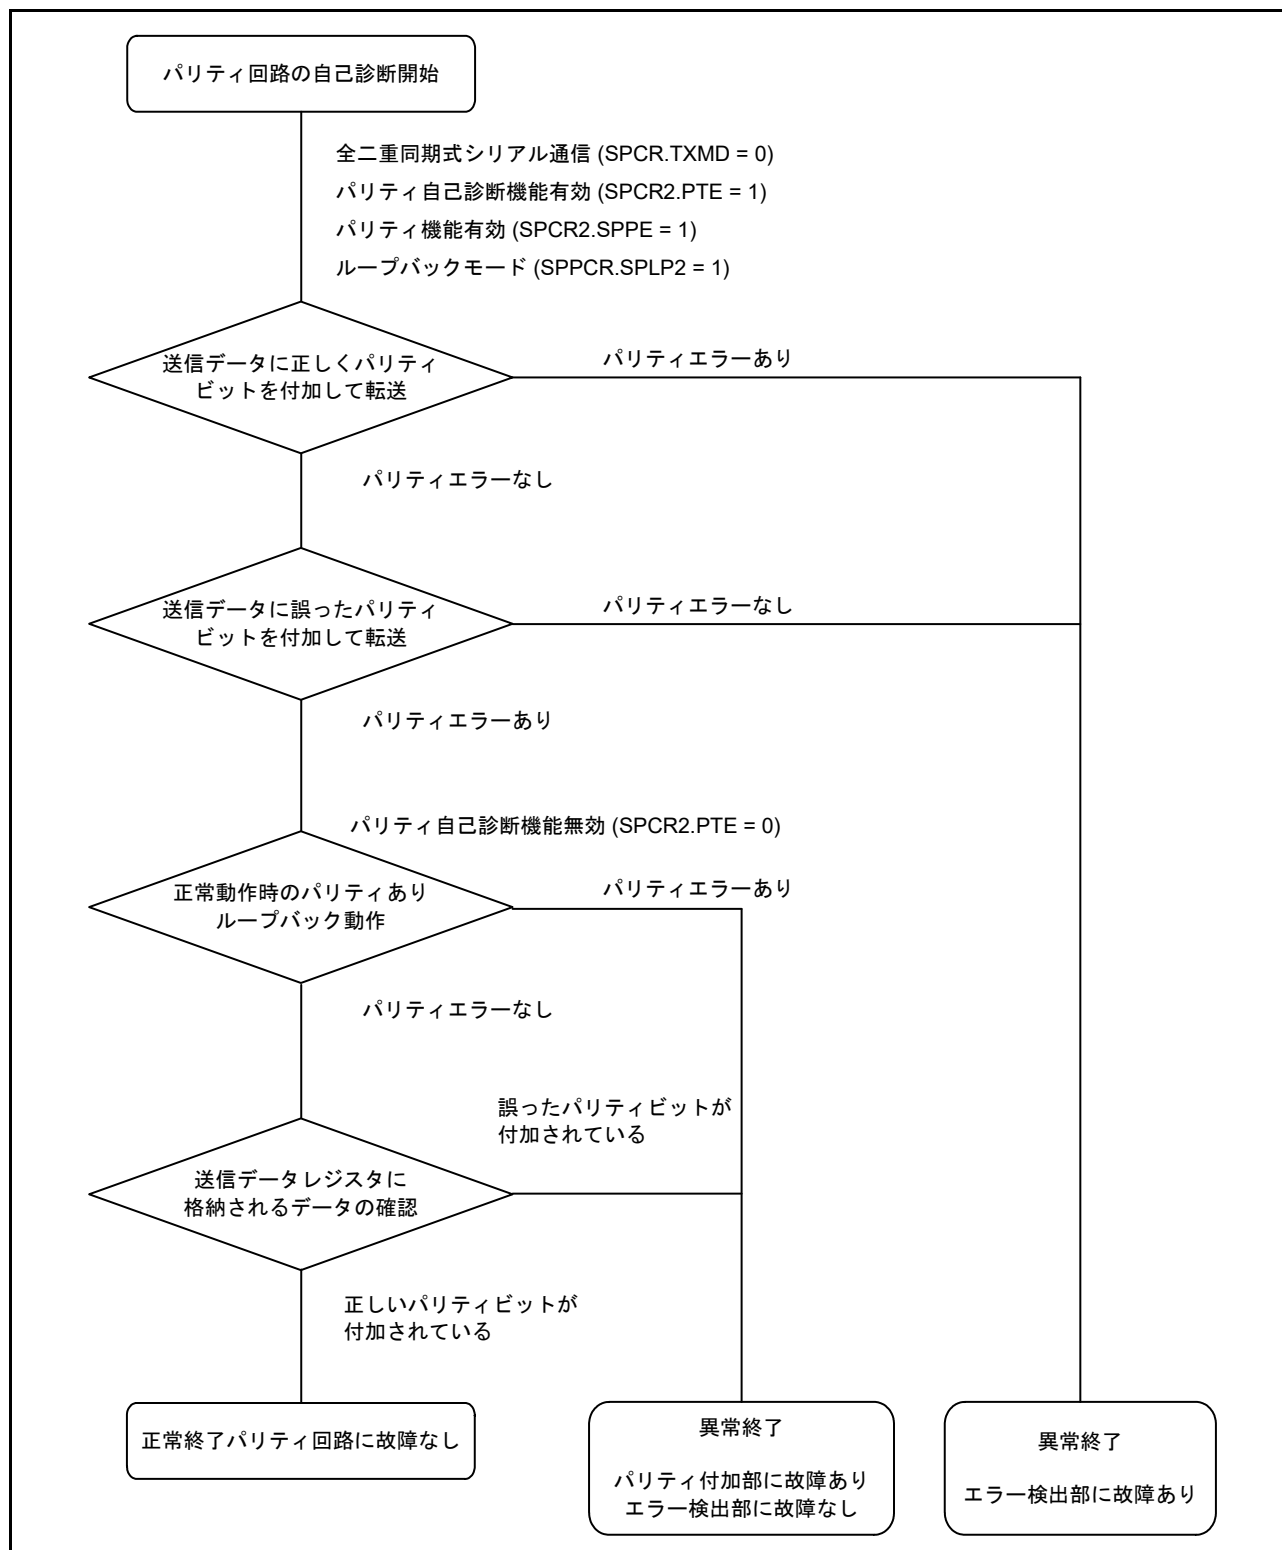 パリティ回路の自己診断開始
全二重同期式シリアル通信 (SPCR.TXMD = 0)
パリティ自己診断機能有効 (SPCR2.PTE = 1)
パリティ機能有効 (SPCR2.SPPE = 1)
ループバックモード (SPPCR.SPLP2 = 1)
送信データに正しくパリティ
ビットを付加して転送
パリティエラーあり
パリティエラーなし
送信データに誤ったパリティ
ビットを付加して転送
パリティエラーなし
パリティエラーあり
パリティ自己診断機能無効 (SPCR2.PTE = 0)
正常動作時のパリティあり
ループバック動作
パリティエラーあり
パリティエラーなし
誤ったパリティビットが
付加されている
送信データレジスタに
格納されるデータの確認
正しいパリティビットが
付加されている
正常終了パリティ回路に故障なし
異常終了
パリティ付加部に故障あり
エラー検出部に故障なし
異常終了
エラー検出部に故障あり